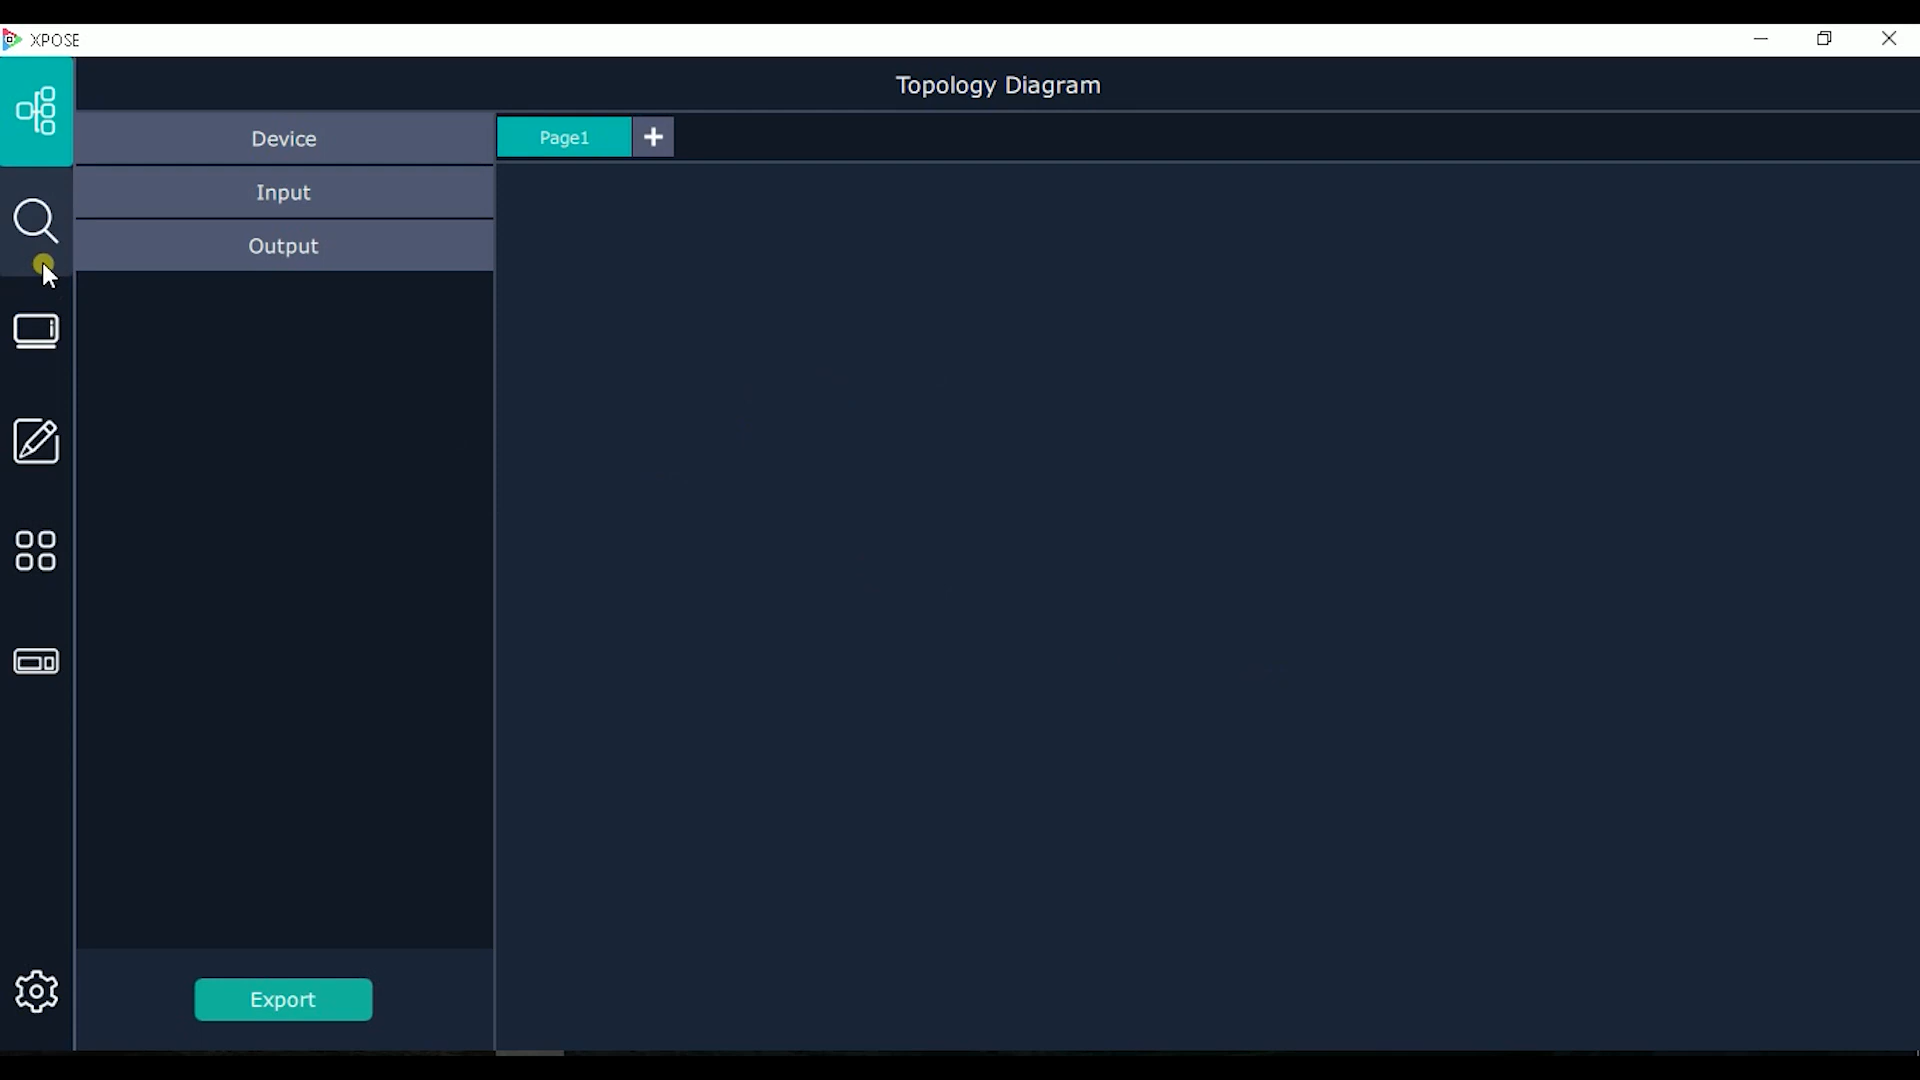 XPOSE
Topology Diagram
Device
Page1
Input
Output
Export